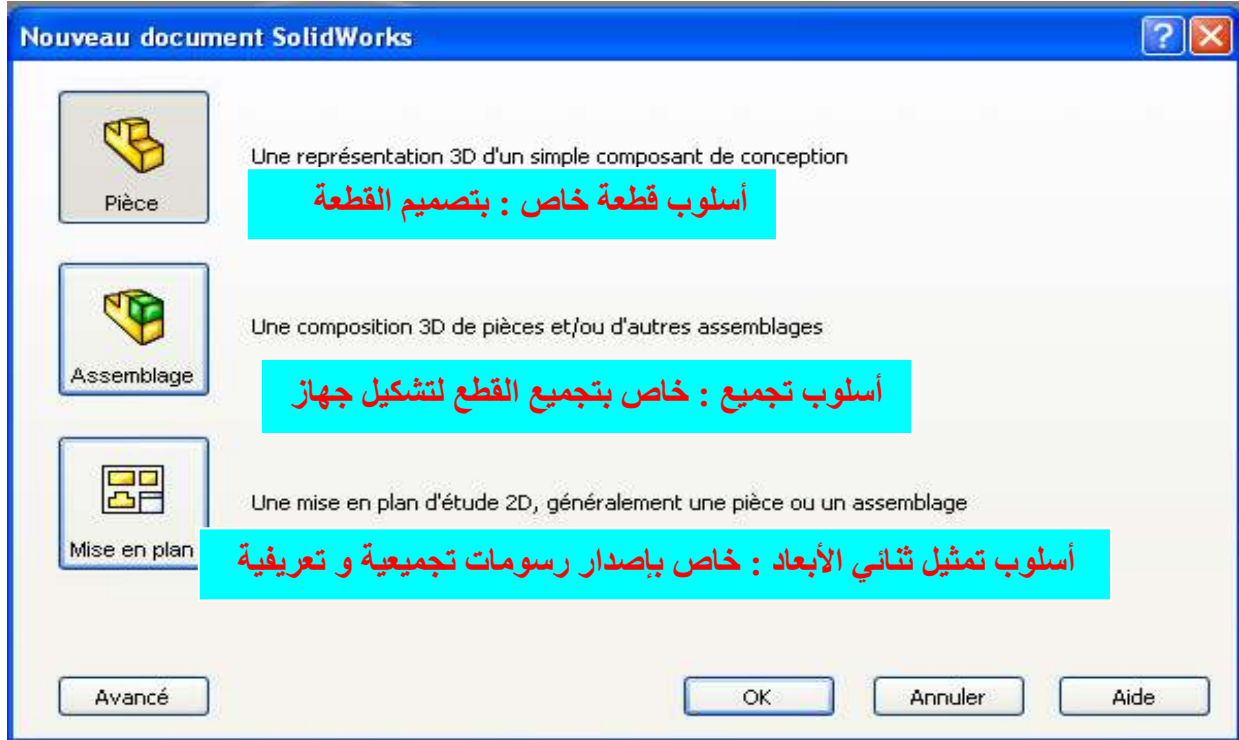 Nouveau document SolidWorks
Une représentation 3D d'un simple composant de conception
Pièce
أسلوب قطعة خاص : بتصميم القطعة
Une composition 3D de pièces et/ou d'autres assemblages
Assemblage
أسلوب تجميع : خاص بتجميع القطع لتشكيل جهاز
Une mise en plan d'étude 2D, généralement une pièce ou un assemblage
Mise en plan
أسلوب تمثيل ثنائي الأبعاد : خاص بإصدار رسومات تجميعية و تعريفية
Avancé OK Annuler Aide